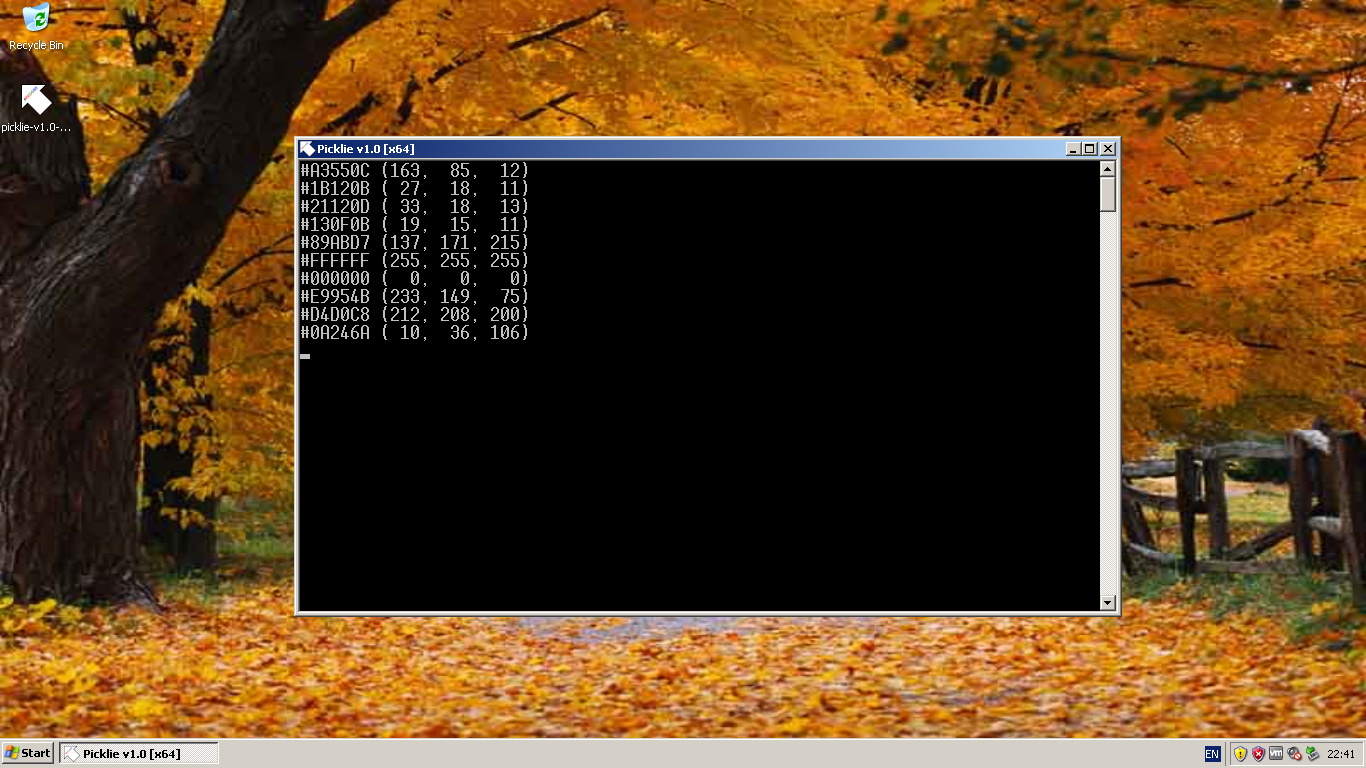 Recycle Bin
picklie-v1.0-...
Picklie v1.0 [x64]
#A3550C (163,  85,  12)
#1B120B ( 27,  18,  11)
#21120D ( 33,  18,  13)
#130F0B ( 19,  15,  11)
#89ABD7 (137, 171, 215)
#FFFFFF (255, 255, 255)
#000000 (  0,   0,   0)
#E9954B (233, 149,  75)
#D4D0C8 (212, 208, 200)
#0A246A ( 10,  36, 106)
Start
Picklie v1.0 [x64]
EN
vm
22:41